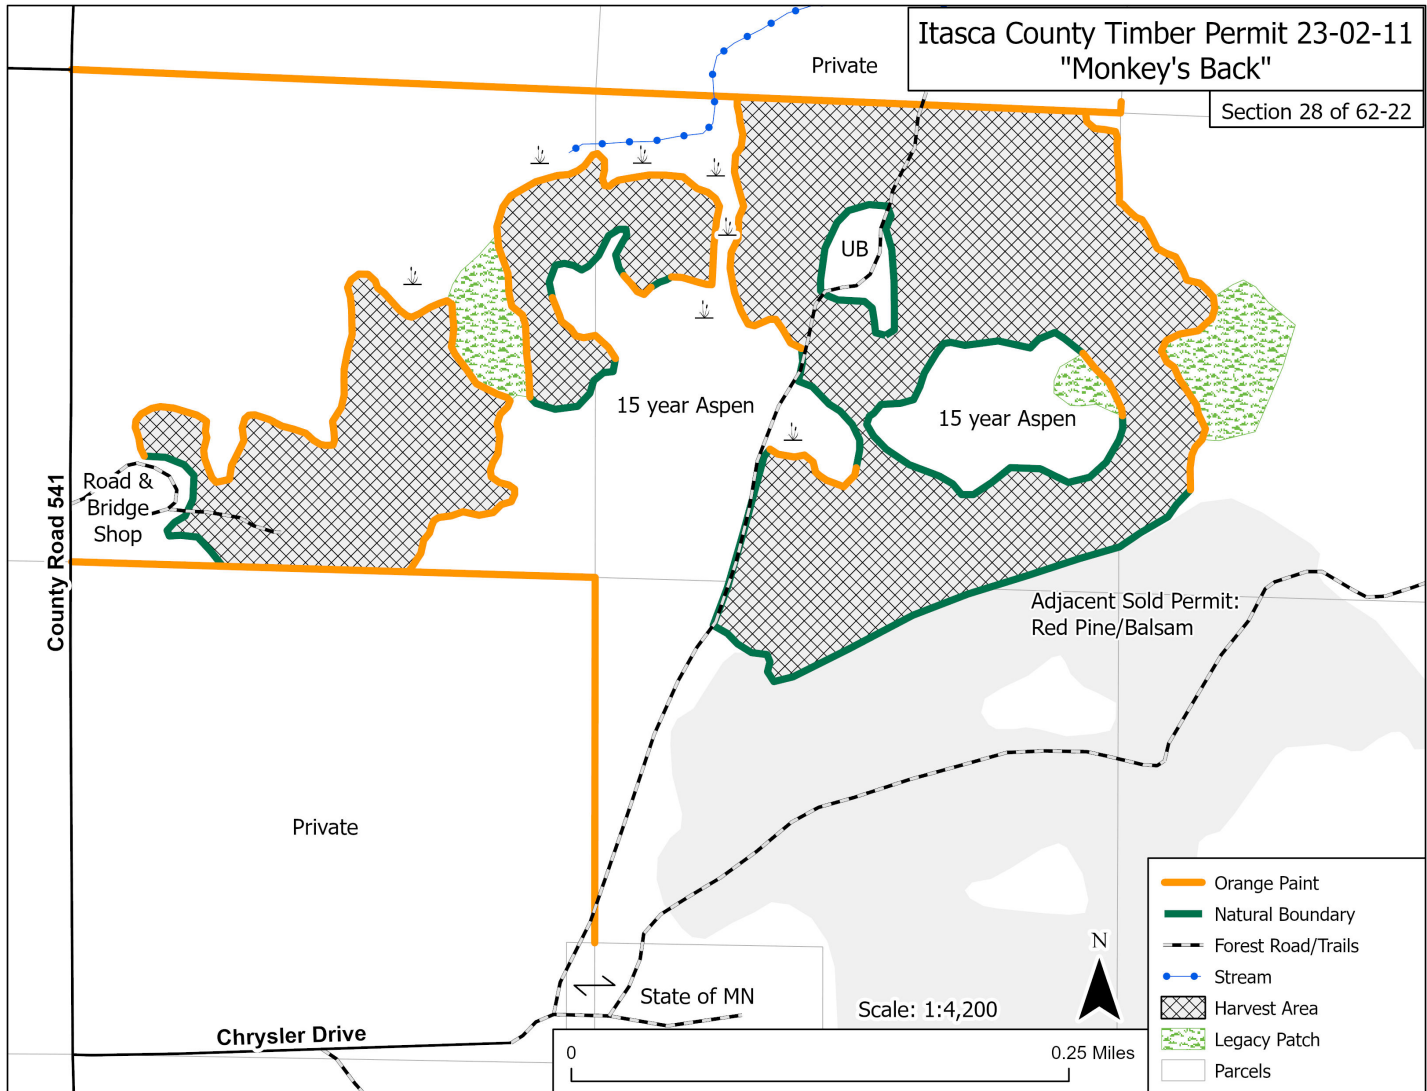 Itasca County Timber Permit 23-02-11
"Monkey's Back"
Section 28 of 62-22
Private
UB
15 year Aspen
15 year Aspen
Road &
Bridge
Shop
County Road 541
Adjacent Sold Permit:
Red Pine/Balsam
Private
State of MN
Chrysler Drive
Scale: 1:4,200
N
0
0.25 Miles
Orange Paint
Natural Boundary
Forest Road/Trails
Stream
Harvest Area
Legacy Patch
Parcels